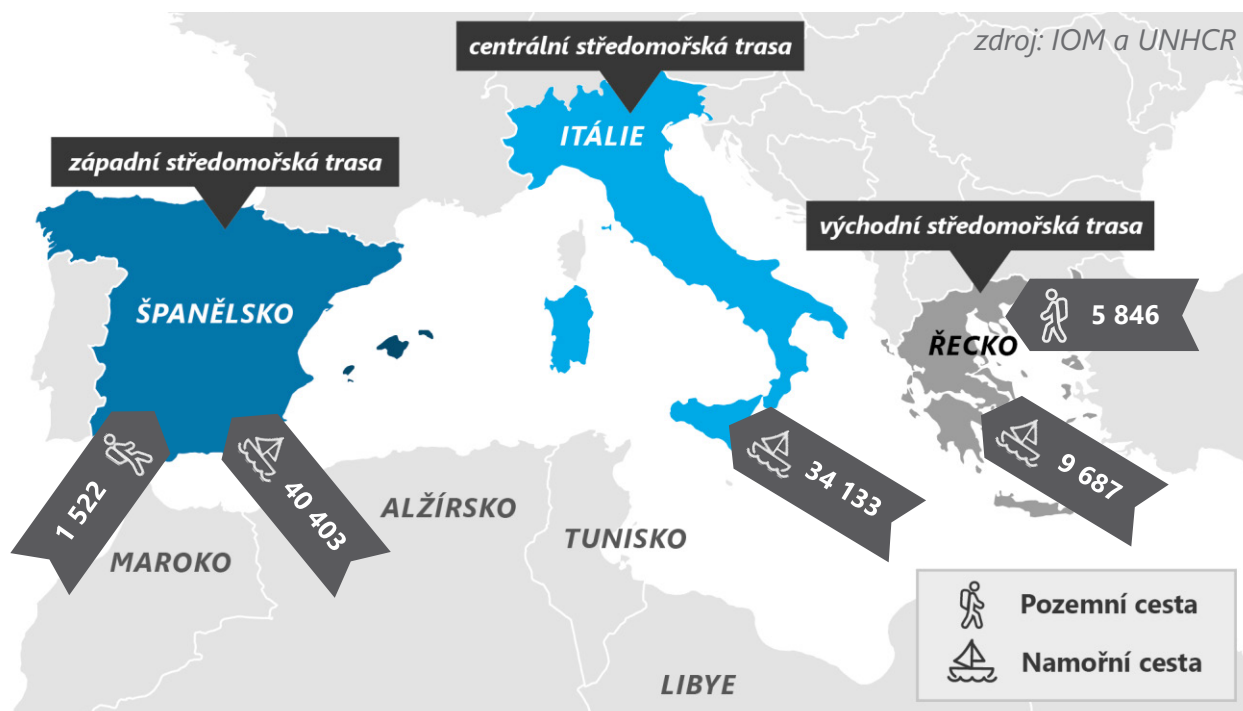 zdroj: IOM a UNHCR
centrální středomořská trasa
ITÁLIE
západní středomořská trasa
východní středomořská trasa
ŠPANĚLSKO
5 846
ŘECKO
1 522
40 403
34 133
9 687
ALŽÍRSKO
TUNISKO
MAROKO
LIBYE
Pozemní cesta
Namořní cesta